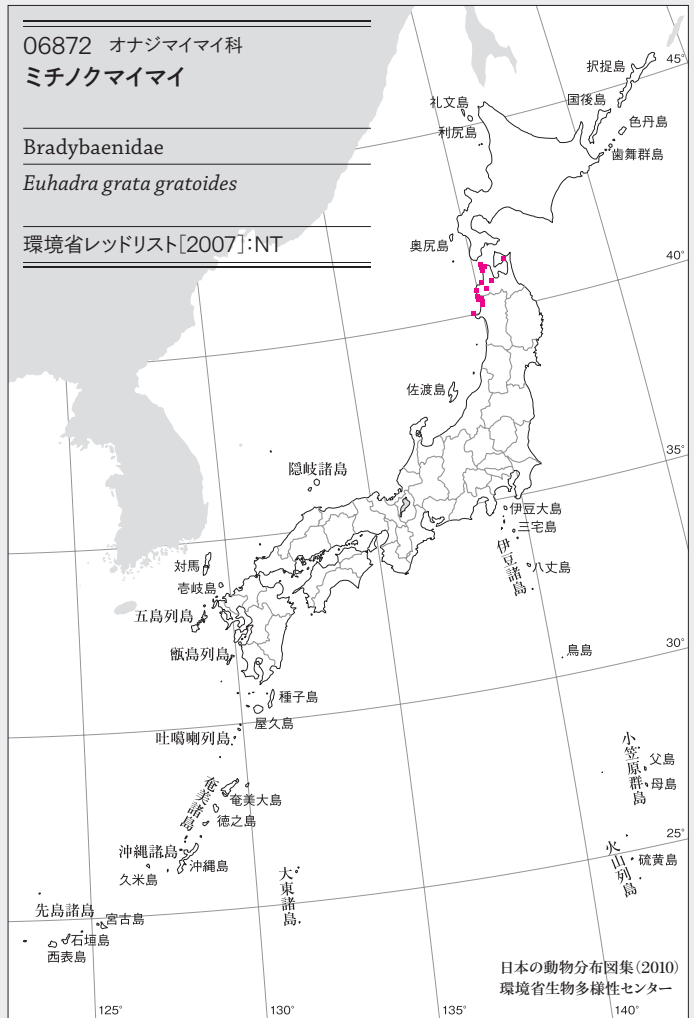 06872 オナジマイマイ科
ミチノクマイマイ
Bradybaenidae
Euhadra grata gratoides
環境省レッドリスト[2007]:NT
45°
択捉島
礼文島
国後島
利尻島
色丹島
歯舞群島
奥尻島
40°
佐渡島
35°
隠岐諸島
伊豆大島
三宅島
伊豆諸島
八丈島
対馬
壱岐島
五島列島
甑島列島
鳥島
30°
種子島
屋久島
吐噶喇列島
小笠原群島
父島
母島
奄美諸島
奄美大島
徳之島
25°
沖縄諸島
沖縄島
久米島
火山列島
硫黄島
大東諸島
先島諸島
宮古島
石垣島
西表島
日本の動物分布図集(2010)
環境省生物多様性センター
125°
130°
135°
140°